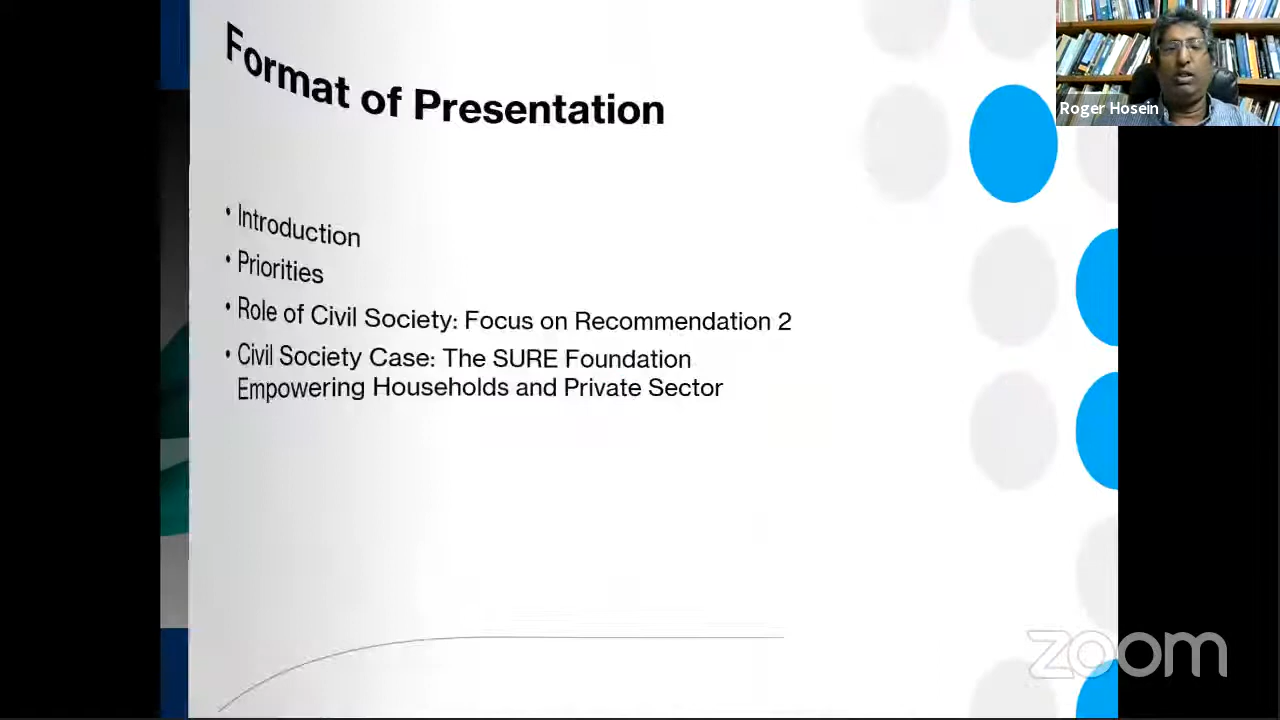 Format of Presentation
• Introduction
• Priorities
• Role of Civil Society: Focus on Recommendation 2
• Civil Society Case: The SURE Foundation
Empowering Households and Private Sector
Roger Hosein
zoom